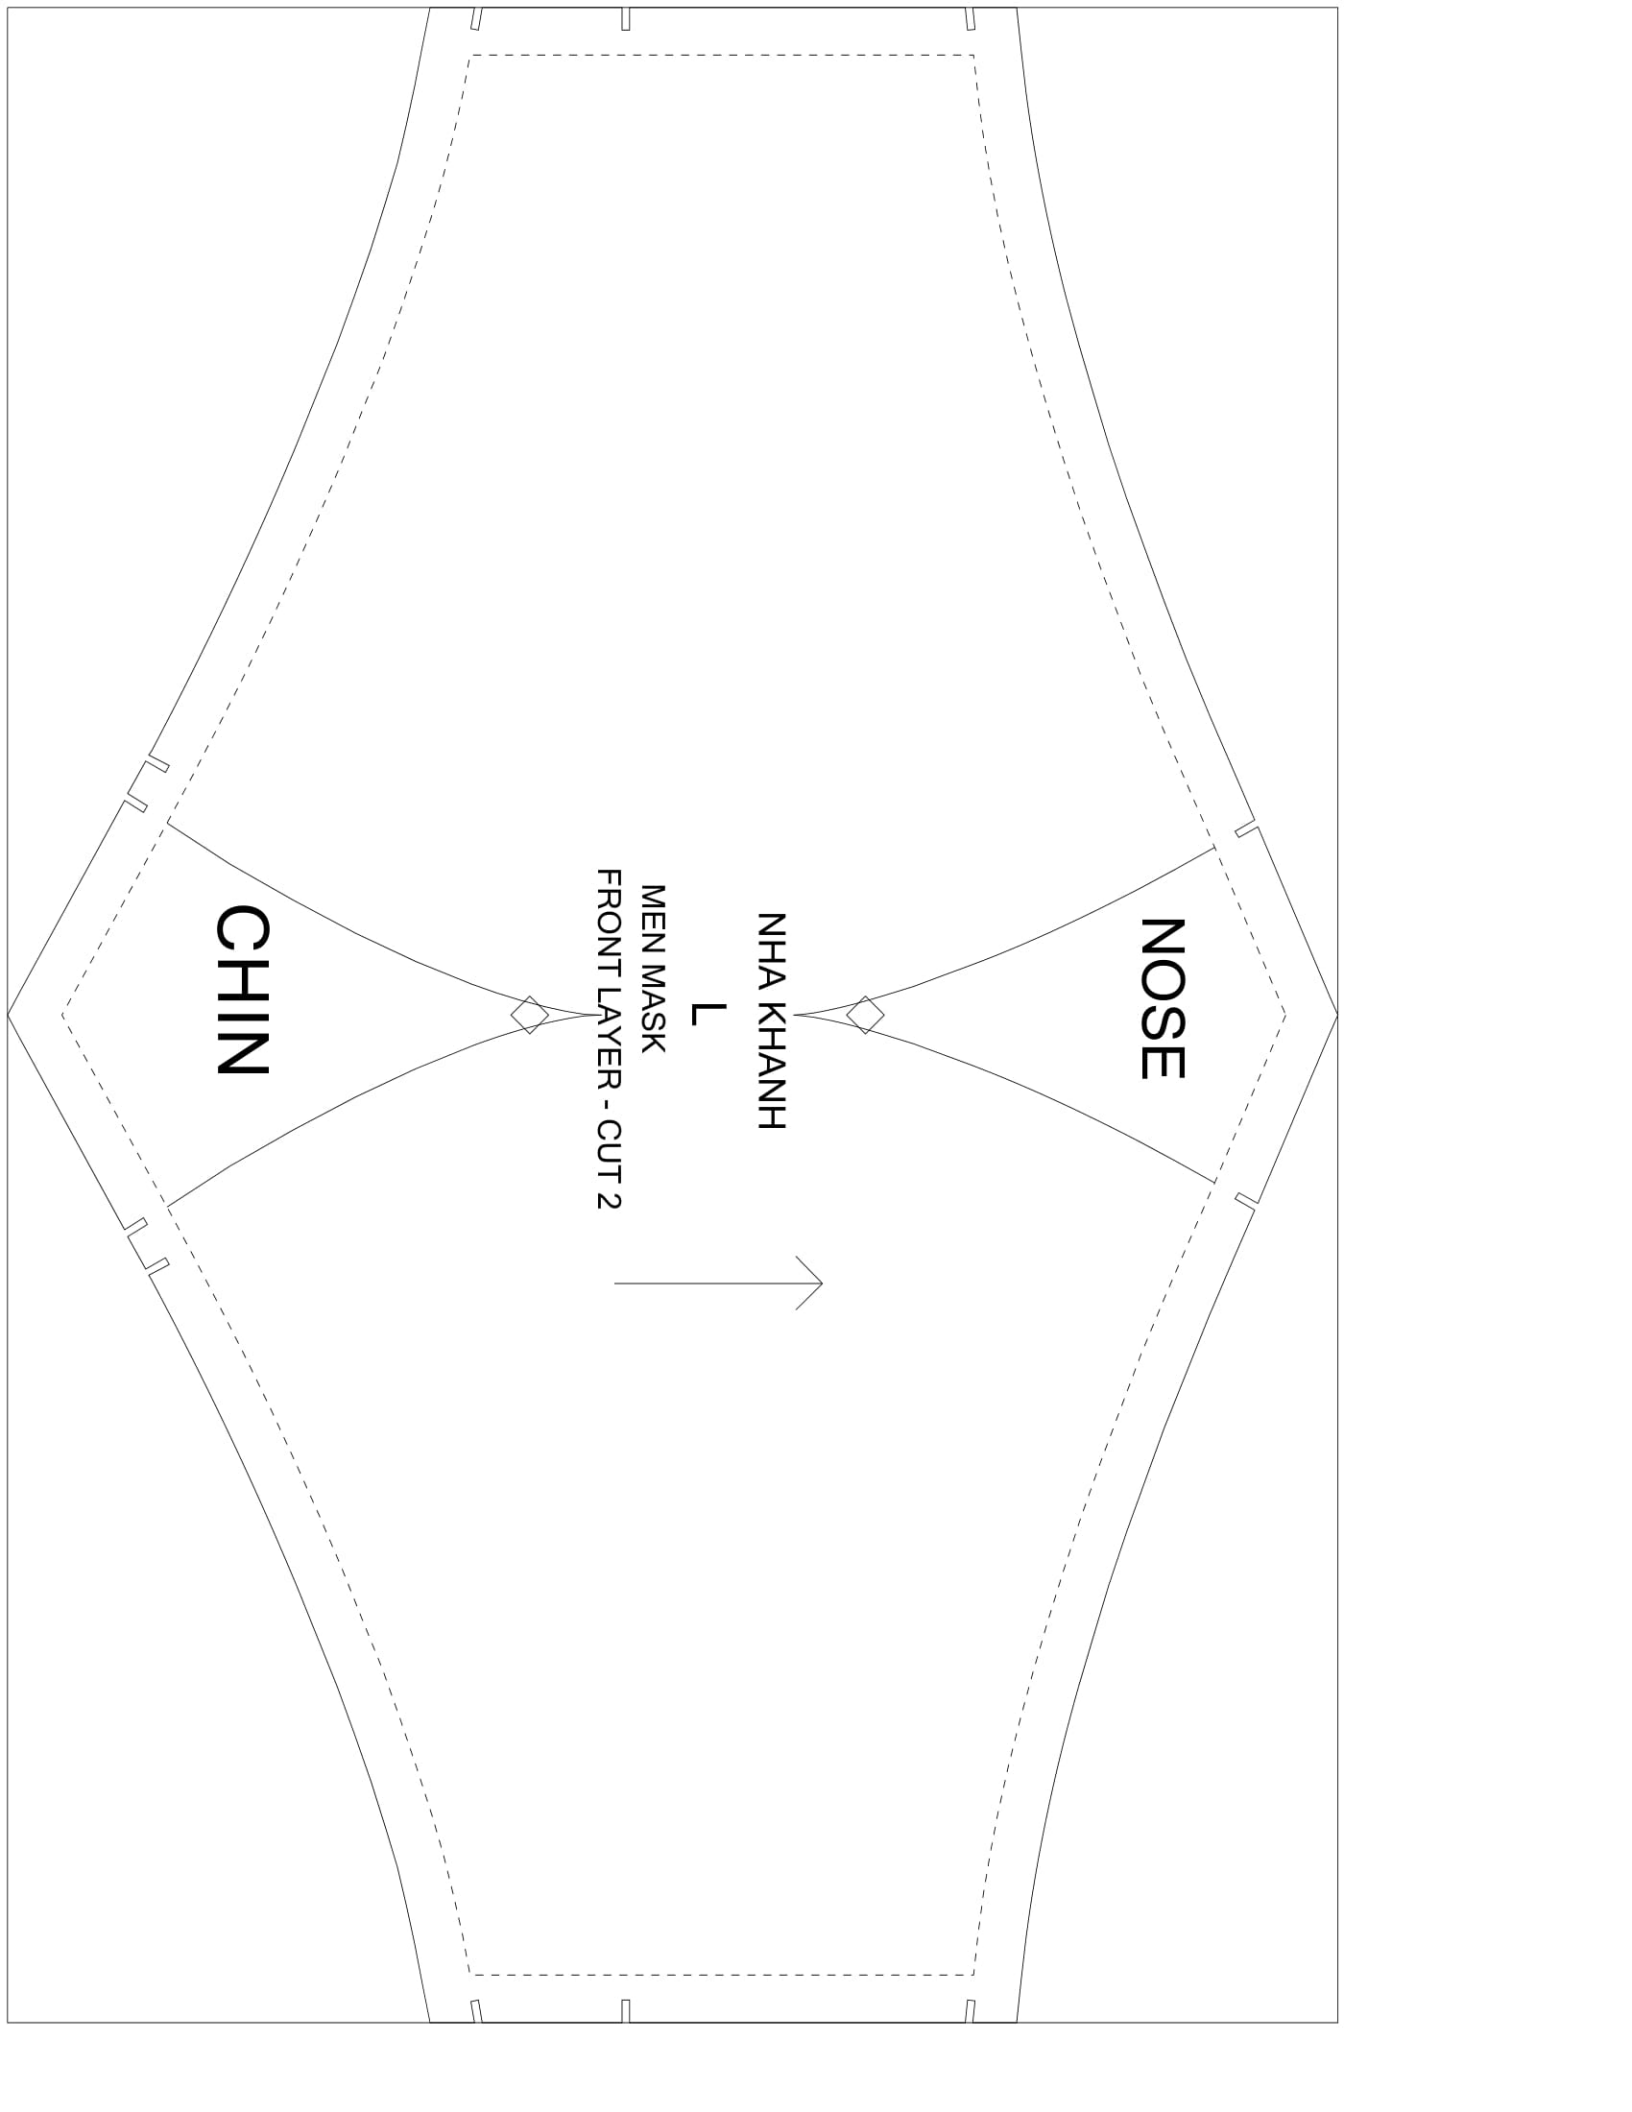 NOSE
NHA KHANH
L
MEN MASK
FRONT LAYER - CUT 2
CHIN